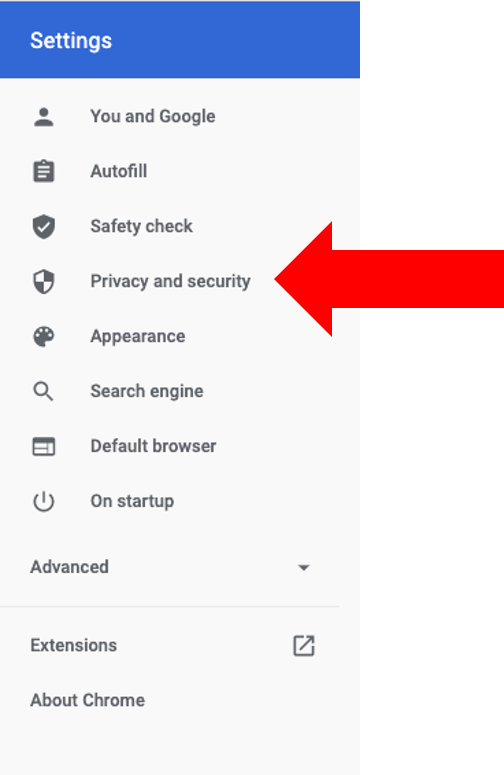 Settings
You and Google
Autofill
Safety check
Privacy and security
Appearance
Search engine
Default browser
On startup
Advanced
Extensions
About Chrome